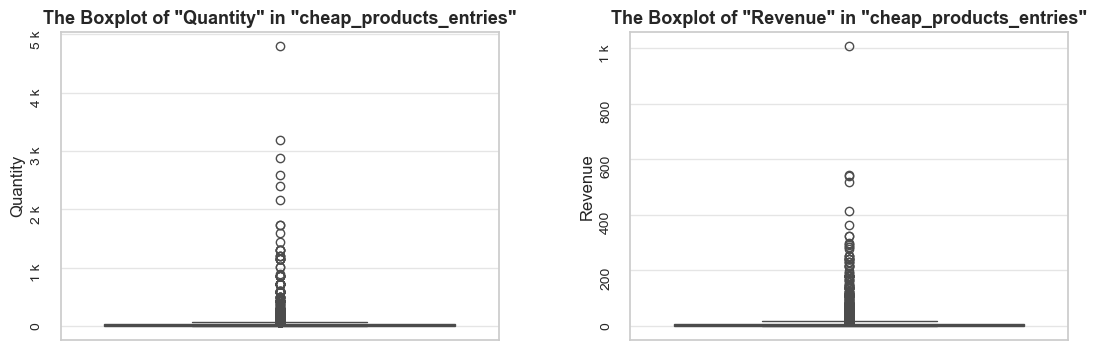 The Boxplot of "Quantity" in "cheap_products_entries"
Quantity
5 k
4 k
3 k
2 k
1 k
0
The Boxplot of "Revenue" in "cheap_products_entries"
Revenue
1 k
800
600
400
200
0